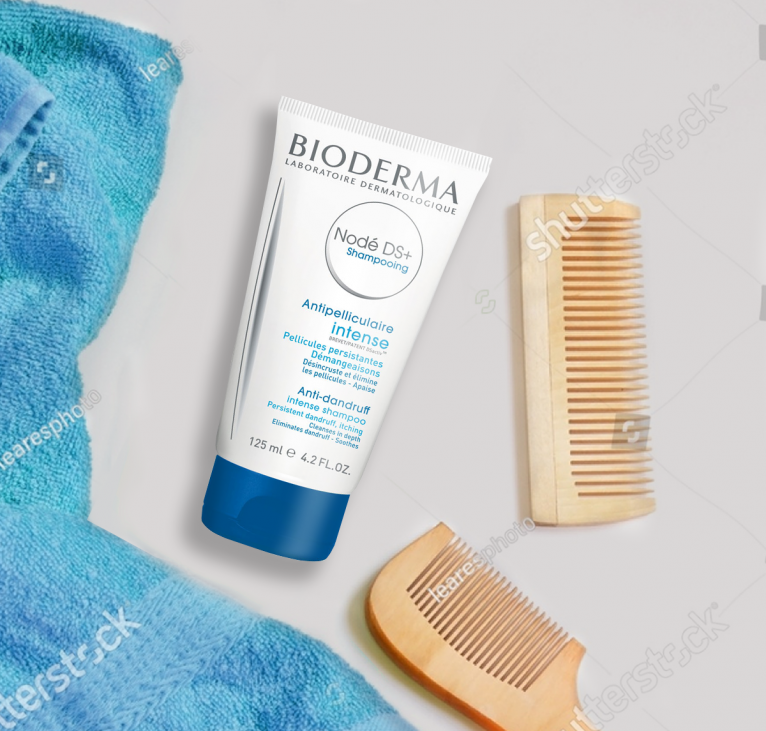 BIODERMA
LABORATOIRE DERMATOLOGIQUE
Nodé DS+
Shampooing
Antipelliculaire
intense
Pellicules persistantes
Démangeaisons
Désincruste et élimine
les pellicules - Apaise
Anti-dandruff
intense shampoo
Persistent dandruff, itching
Cleanses in depth
Eliminates dandruff - Soothes
125 ml ℮ 4.2 FL.OZ.
shutterstock
shutterstock
learesphoto
learesphoto